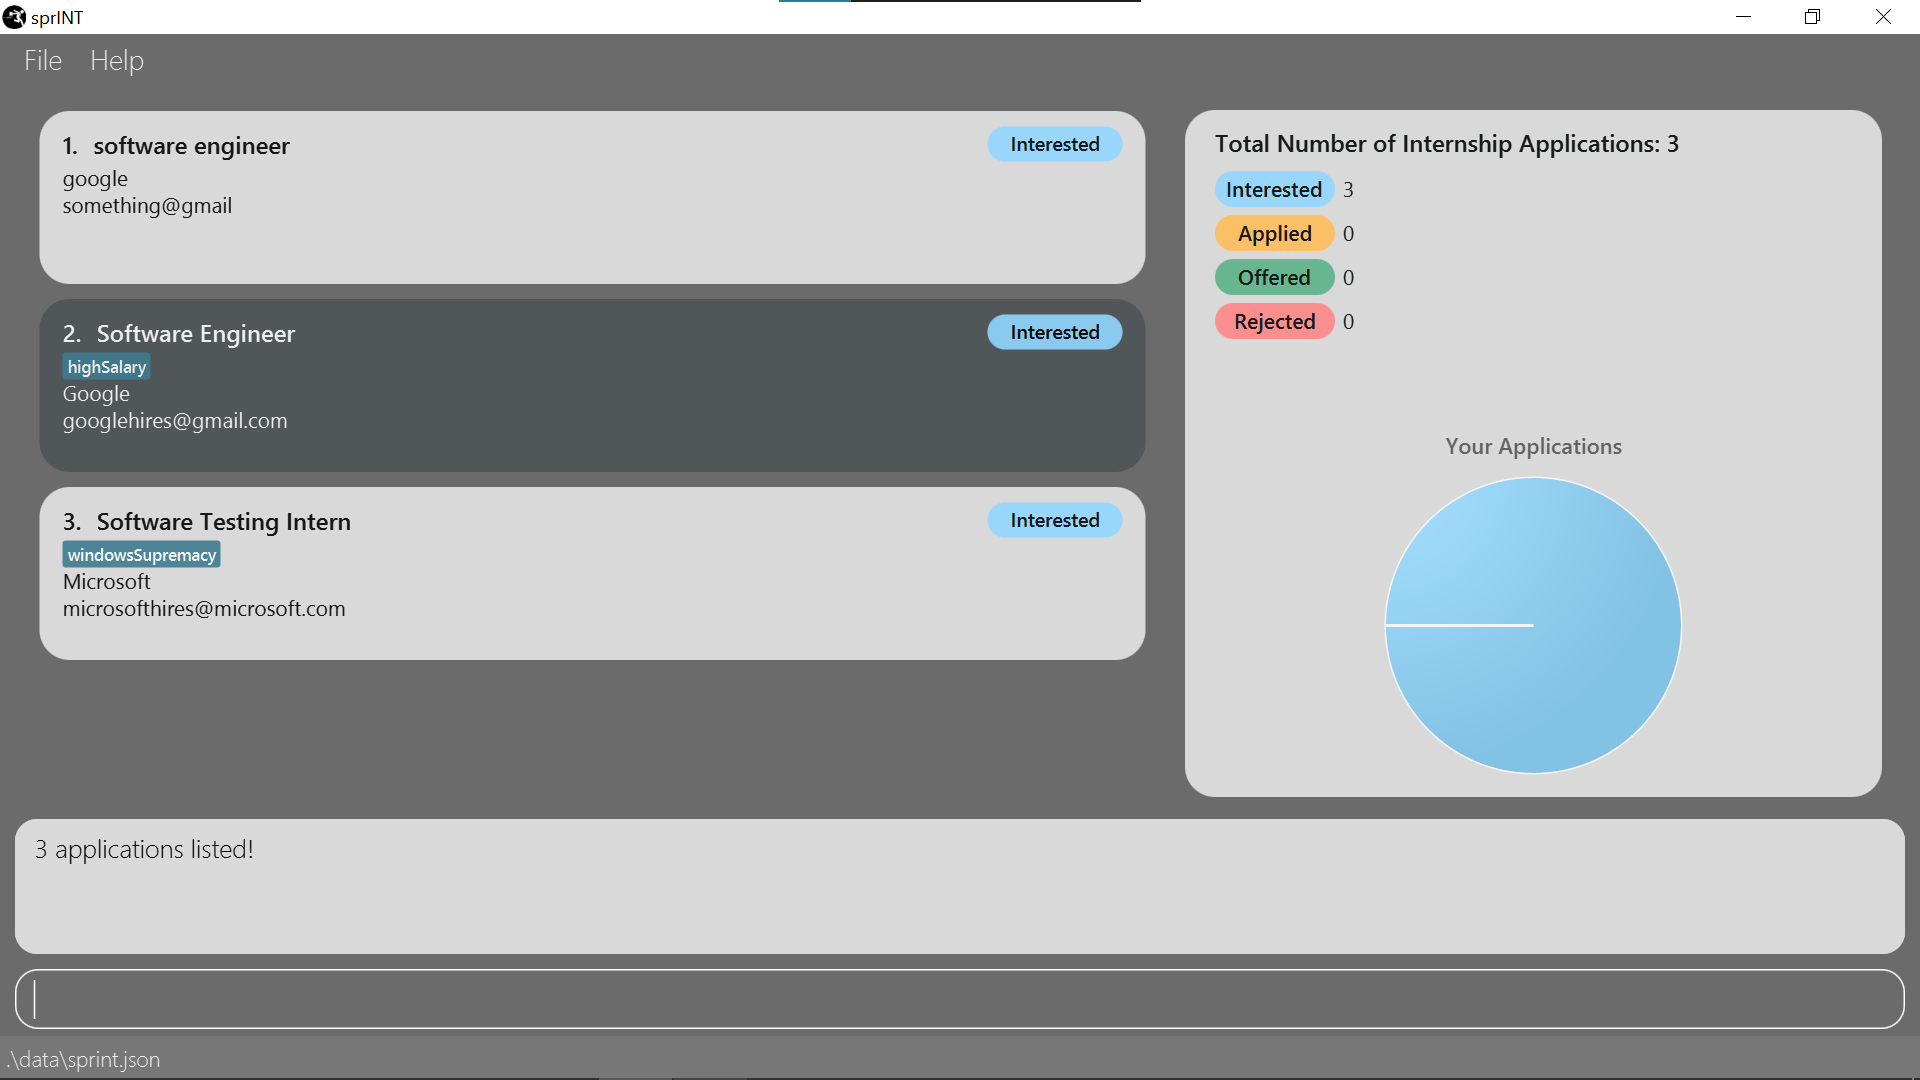 sprINT
File Help
1. software engineer
Interested
google
something@gmail
2. Software Engineer
Interested
highSalary
Google
googlehires@gmail.com
3. Software Testing Intern
Interested
windowsSupremacy
Microsoft
microsofthires@microsoft.com
Total Number of Internship Applications: 3
Interested 3
Applied 0
Offered 0
Rejected 0
Your Applications
3 applications listed!
.\data\sprint.json